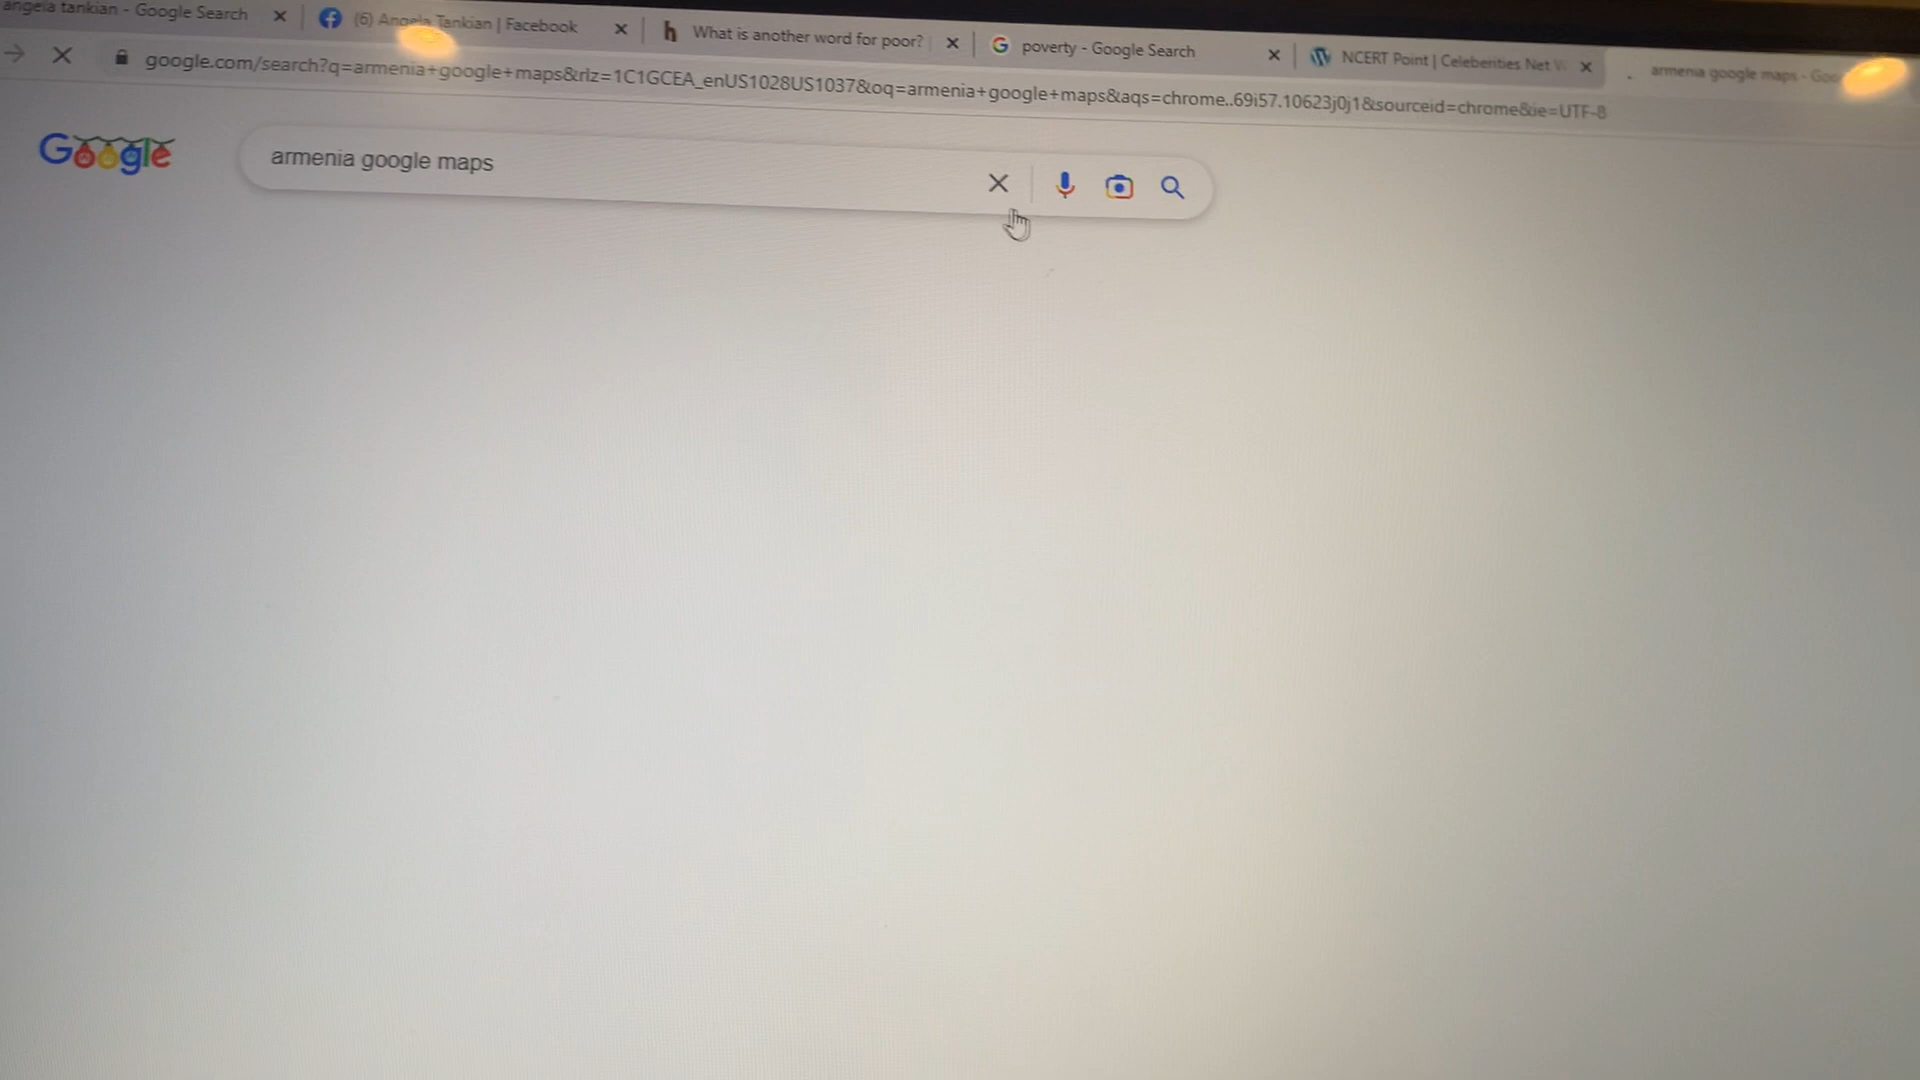 angela tankian - Google Search
(6) Angela Tankian | Facebook
h What is another word for poor?
G poverty - Google Search
NCERT Point | Celeberities Net W
armenia google maps - Goo
google.com/search?q=armenia+google+maps&rlz=1C1GCEA_enUS1028US1037&oq=armenia+google+maps&aqs=chrome..69i57.10623j0j1&sourceid=chrome&ie=UTF-8
Google
armenia google maps